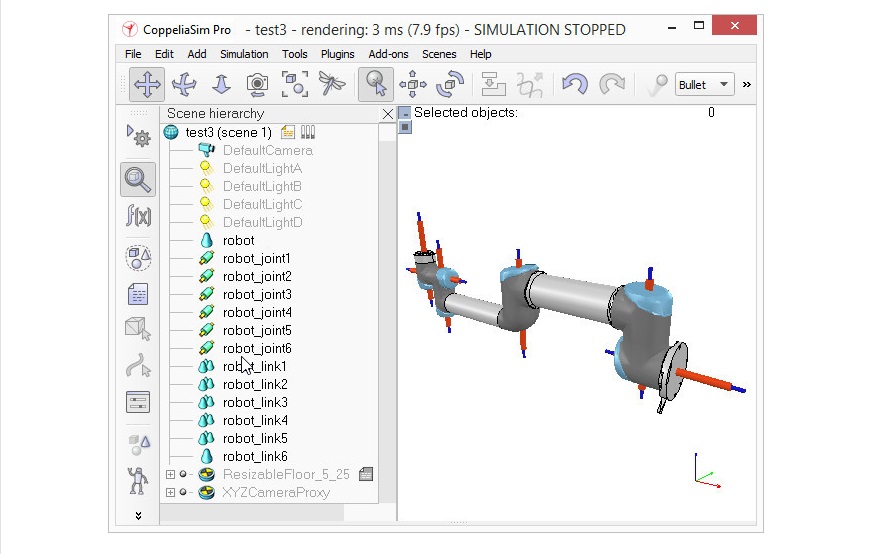 CoppeliaSim Pro - test3 - rendering: 3 ms (7.9 fps) - SIMULATION STOPPED
File Edit Add Simulation Tools Plugins Add-ons Scenes Help
Bullet »
Scene hierarchy
Selected objects: 0
test3 (scene 1)
DefaultCamera
DefaultLightA
DefaultLightB
DefaultLightC
DefaultLightD
robot
robot_joint1
robot_joint2
robot_joint3
robot_joint4
robot_joint5
robot_joint6
robot_link1
robot_link2
robot_link3
robot_link4
robot_link5
robot_link6
ResizableFloor_5_25
XYZCameraProxy
f(x)